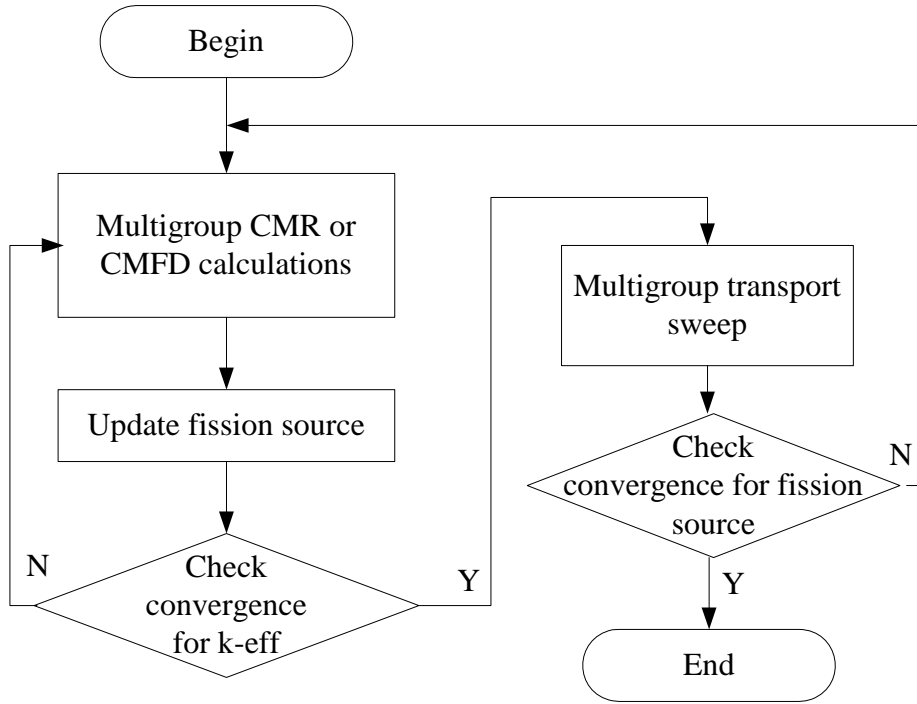 Begin
Multigroup CMR or
CMFD calculations
Update fission source
Check
convergence
for k-eff
N
Y
Multigroup transport
sweep
Check
convergence for fission
source
N
Y
End